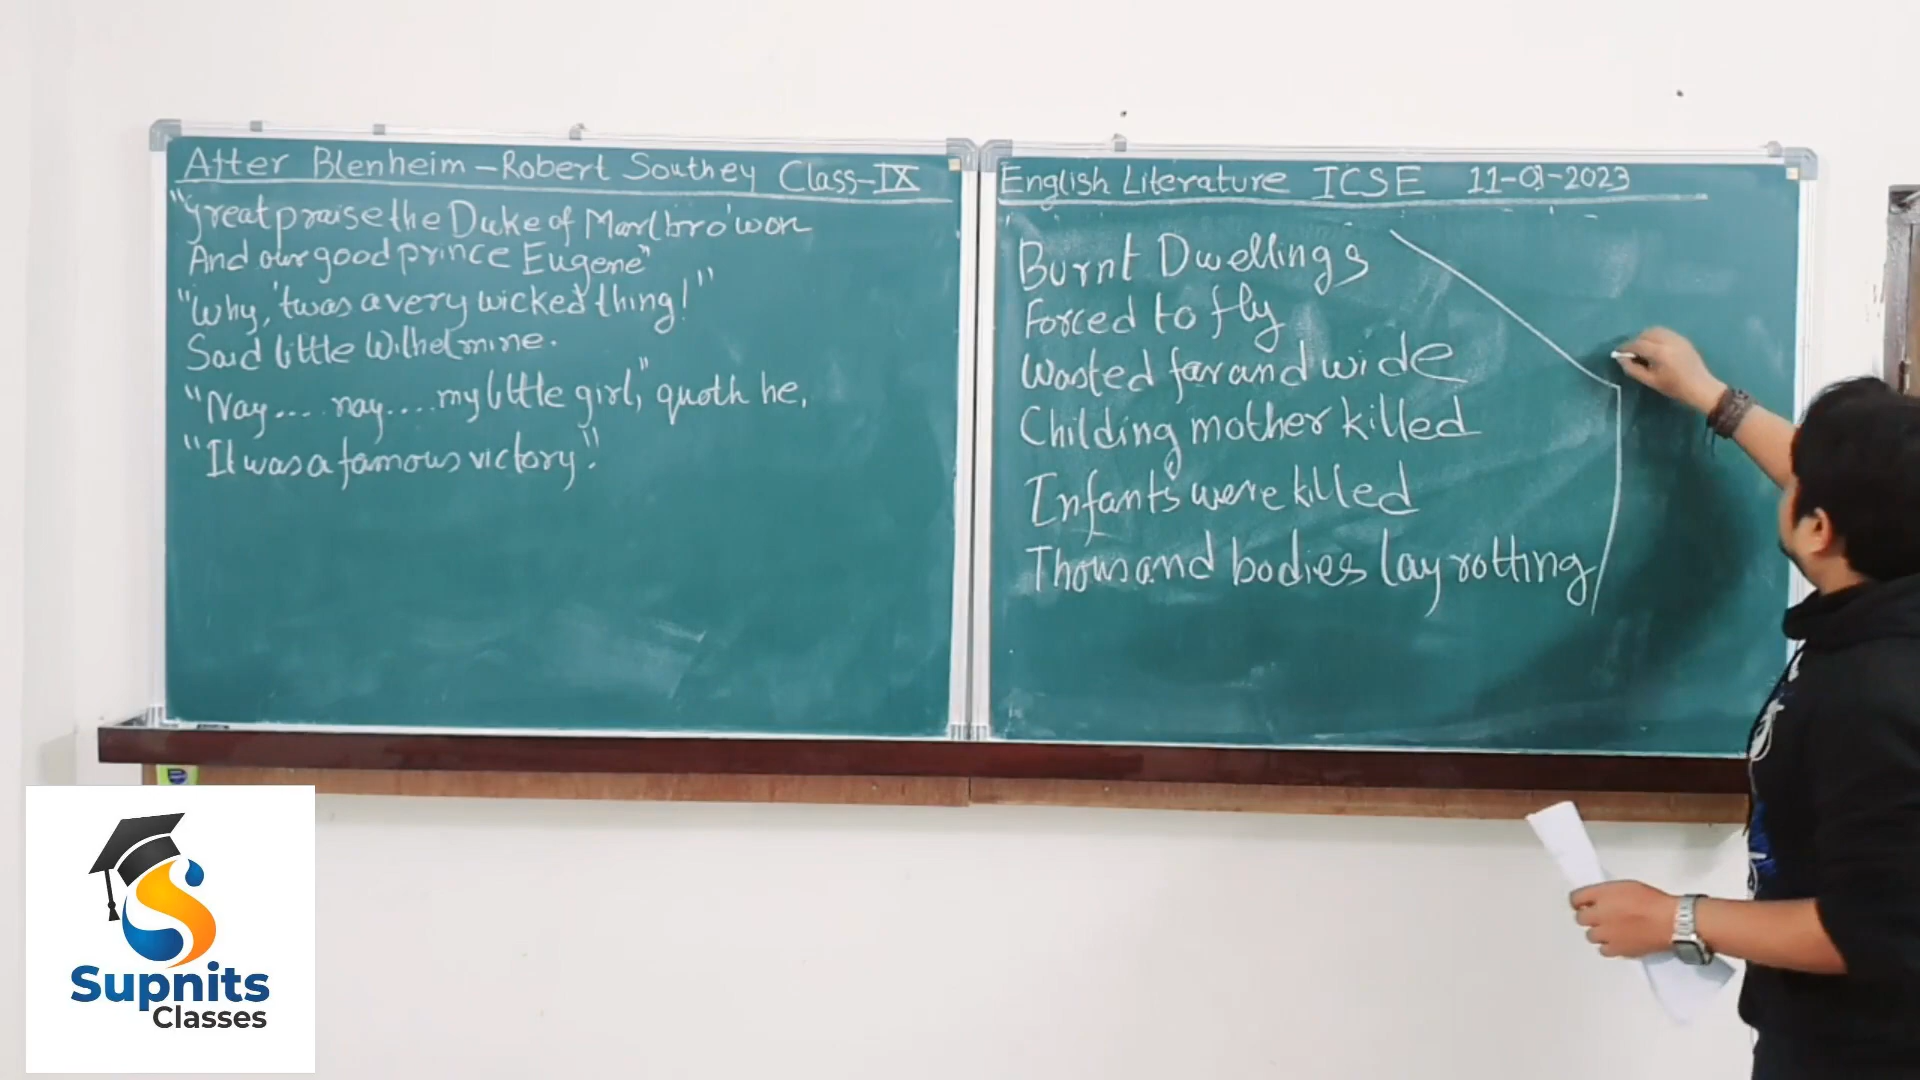 After Blenheim - Robert Southey Class-IX
"Great praise the Duke of Marlbro' won
And our good prince Eugene"
"Why, 'twas a very wicked thing!"
Said little Wilhelmine.
"Nay.... nay.... my little girl," quoth he,
"It was a famous victory."
English Literature ICSE 11-01-2023
Burnt Dwellings
Forced to fly
Wasted far and wide
Childing mother killed
Infants were killed
Thousand bodies lay rotting
Supnits
Classes